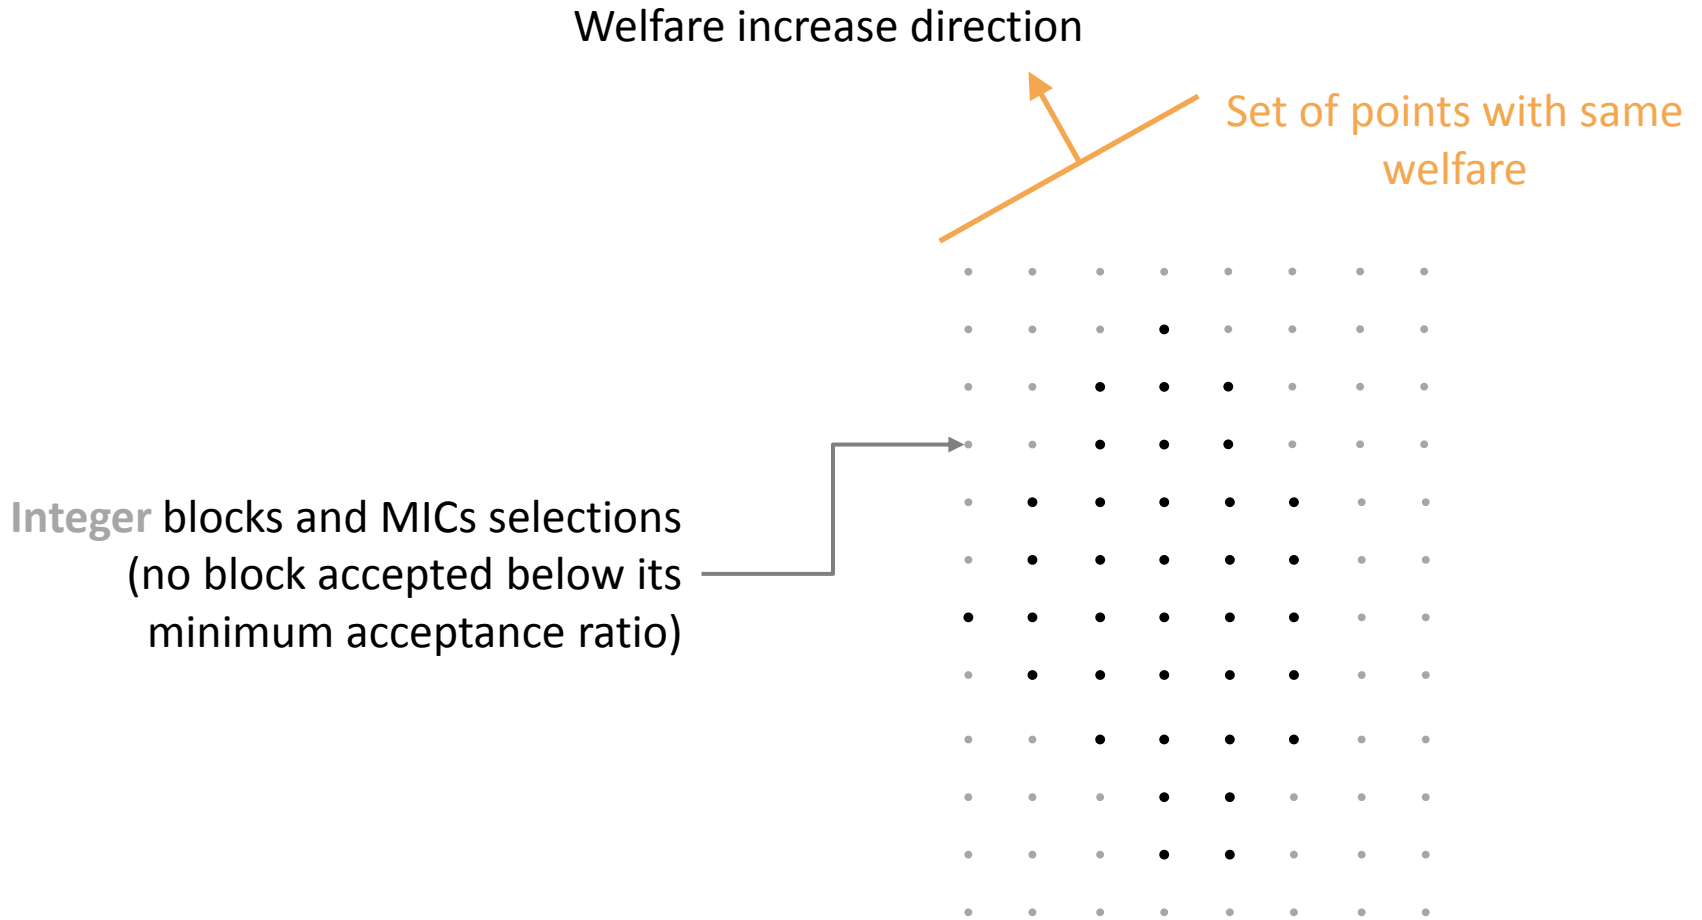 Welfare increase direction
Set of points with same
welfare
Integer blocks and MICs selections
(no block accepted below its
minimum acceptance ratio)